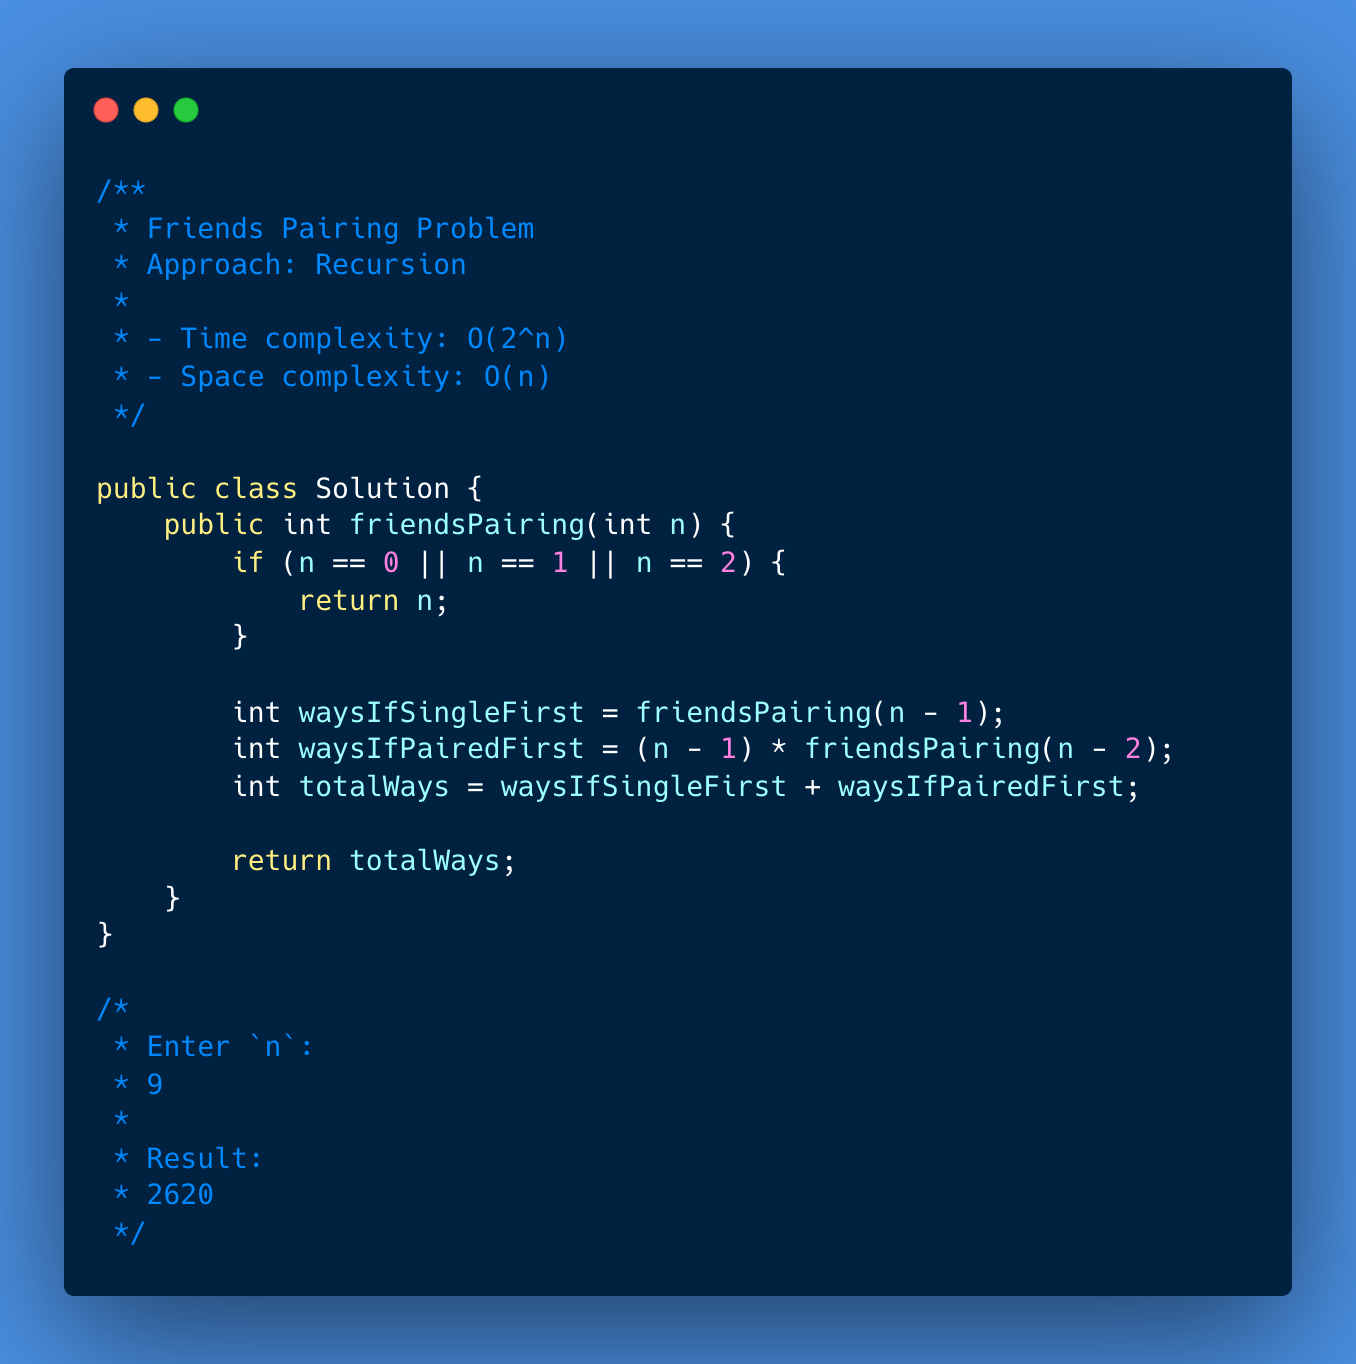 /**
 * Friends Pairing Problem
 * Approach: Recursion
 *
 * - Time complexity: O(2^n)
 * - Space complexity: O(n)
 */
public class Solution {
    public int friendsPairing(int n) {
        if (n == 0 || n == 1 || n == 2) {
            return n;
        }
        int waysIfSingleFirst = friendsPairing(n - 1);
        int waysIfPairedFirst = (n - 1) * friendsPairing(n - 2);
        int totalWays = waysIfSingleFirst + waysIfPairedFirst;
        return totalWays;
    }
}
/*
 * Enter `n`:
 * 9
 *
 * Result:
 * 2620
 */